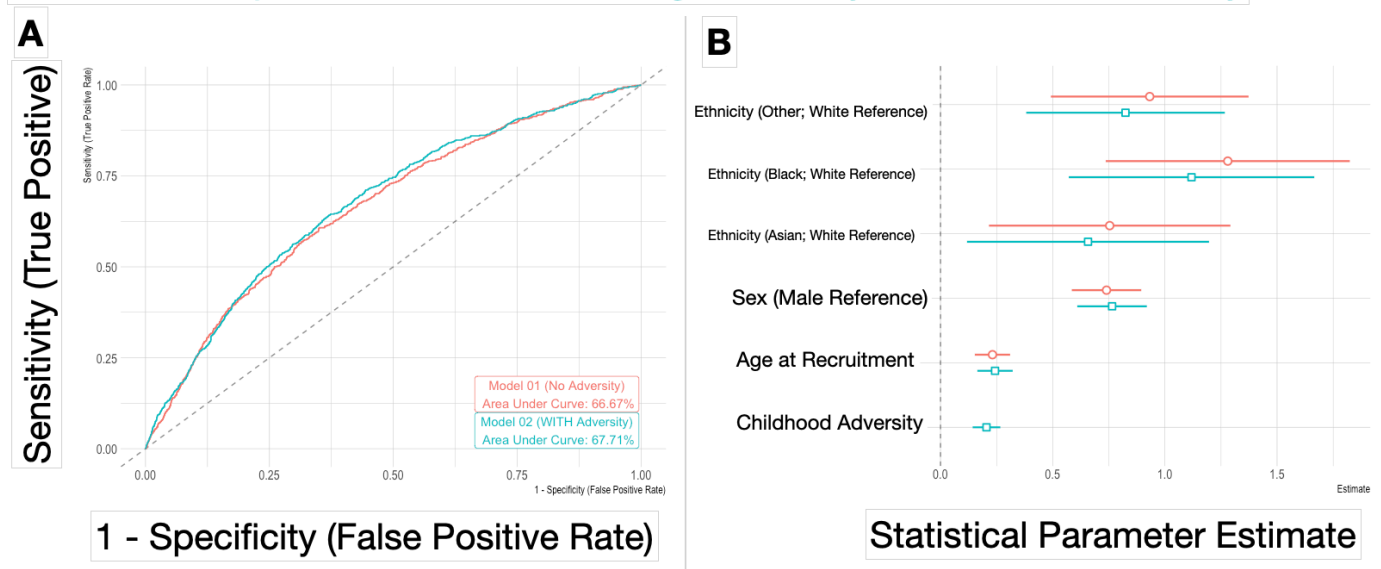 A
Sensitivity (True Positive)
Sensitivity (True Positive Rate)
1.00
0.75
0.50
0.25
0.00
Model 01 (No Adversity)
Area Under Curve: 66.67%
Model 02 (WITH Adversity)
Area Under Curve: 67.71%
0.00 0.25 0.50 0.75 1.00
1 - Specificity (False Positive Rate)
1 - Specificity (False Positive Rate)
B
Ethnicity (Other; White Reference)
Ethnicity (Black; White Reference)
Ethnicity (Asian; White Reference)
Sex (Male Reference)
Age at Recruitment
Childhood Adversity
0.0 0.5 1.0 1.5
Estimate
Statistical Parameter Estimate